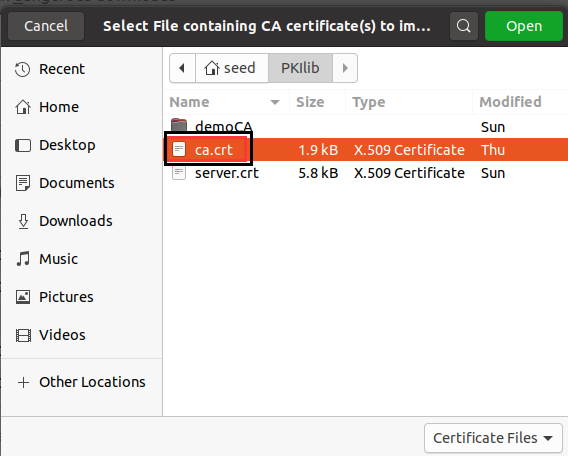 Cancel Select File containing CA certificate(s) to im... Open
Recent
Home
Desktop
Documents
Downloads
Music
Pictures
Videos
+ Other Locations
seed PKIlib
Name Size Type Modified
demoCA Sun
ca.crt 1.9 kB X.509 Certificate Thu
server.crt 5.8 kB X.509 Certificate Sun
Certificate Files